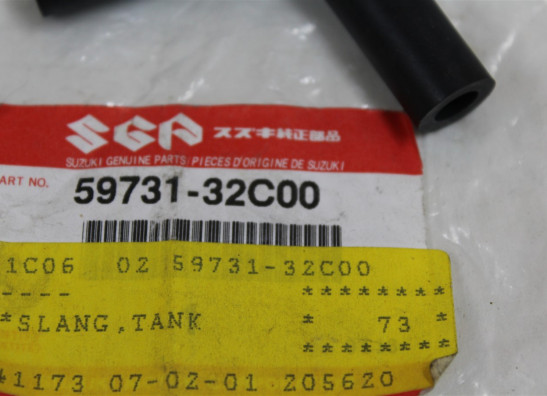 SGP スズキ純正部品
SUZUKI GENUINE PARTS/PIECES D'ORIGINE DE SUZUKI
ART NO. 59731-32C00
1C06 02 59731-32C00
---- ********
*SLANG,TANK * 73 *
********
41173 07-02-01 205620